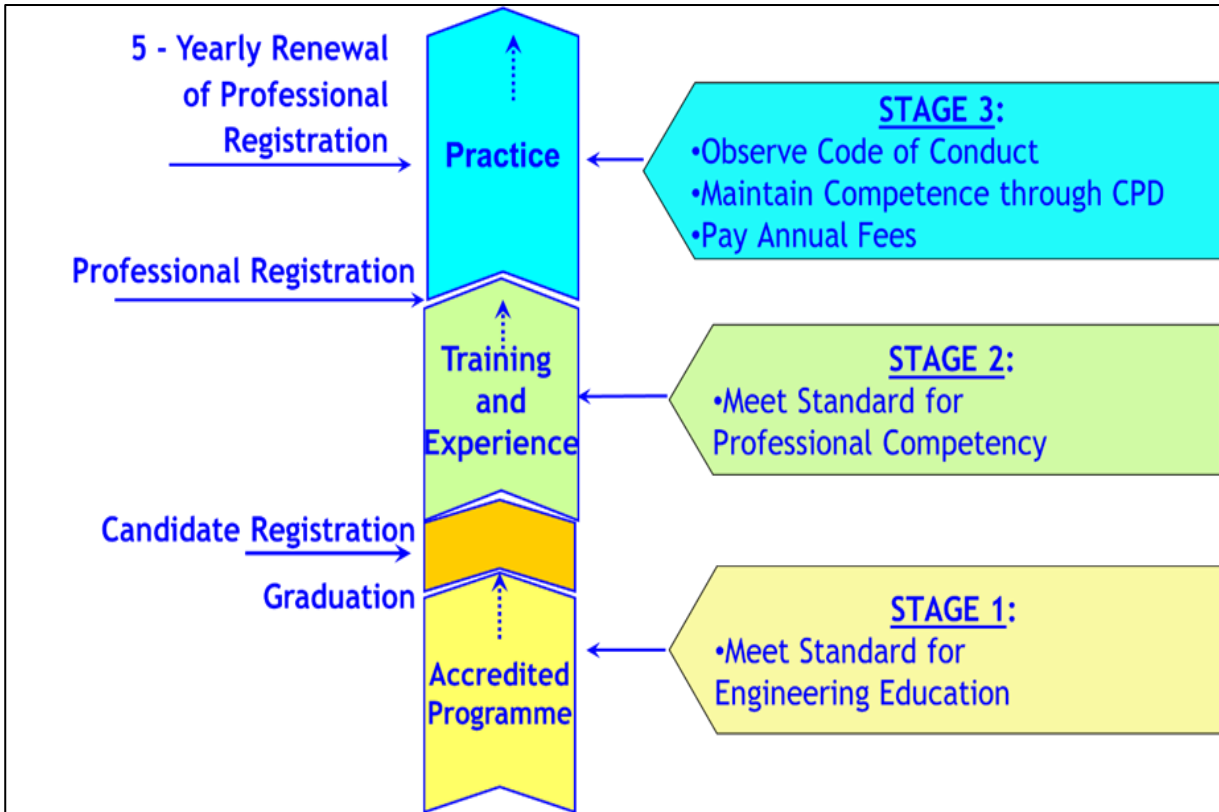 5 - Yearly Renewal
of Professional
Registration
Practice
STAGE 3:
•Observe Code of Conduct
•Maintain Competence through CPD
•Pay Annual Fees
Professional Registration
Training
and
Experience
STAGE 2:
•Meet Standard for
Professional Competency
Candidate Registration
Graduation
Accredited
Programme
STAGE 1:
•Meet Standard for
Engineering Education